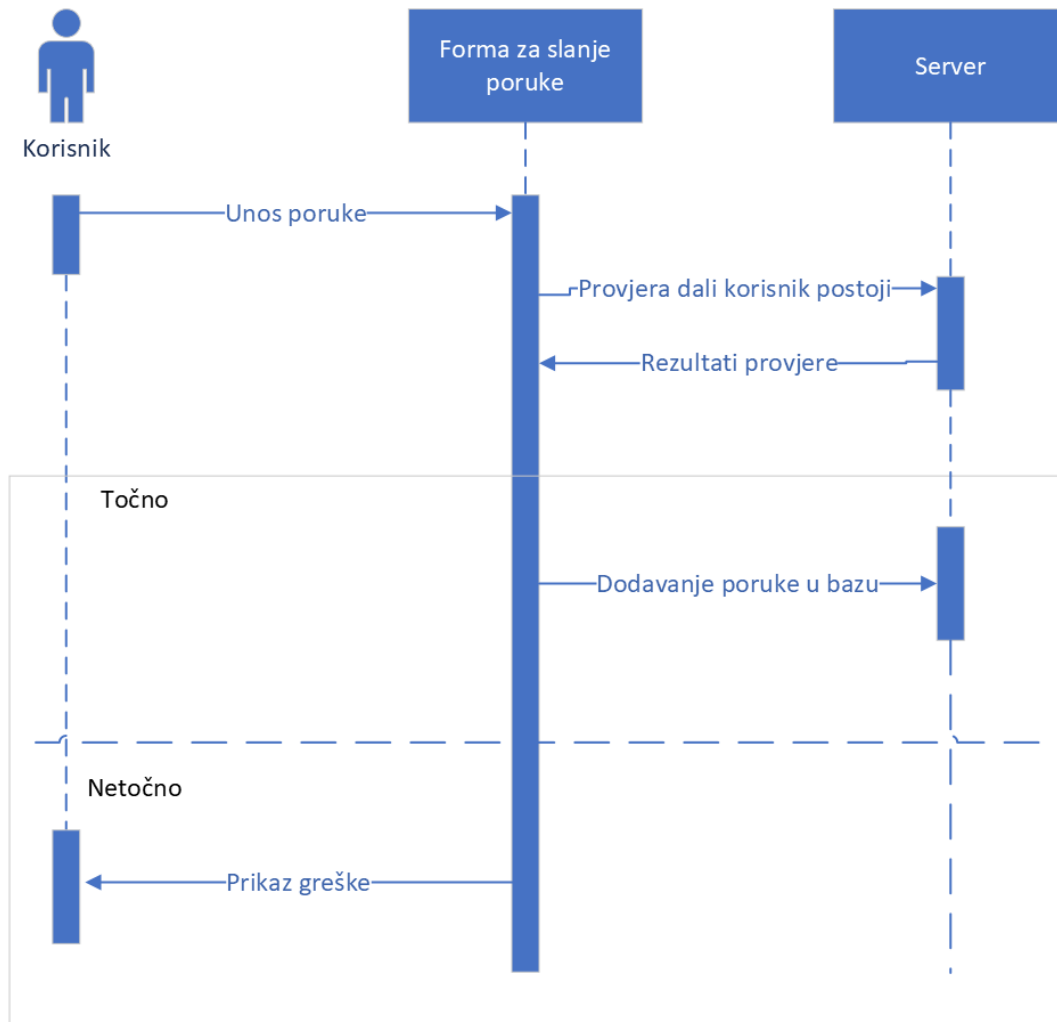 Forma za slanje
poruke
Server
Korisnik
Unos poruke
Provjera dali korisnik postoji
Rezultati provjere
Točno
Dodavanje poruke u bazu
Netočno
Prikaz greške